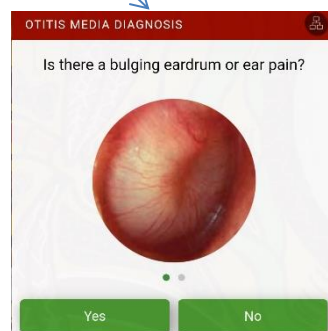 OTITIS MEDIA DIAGNOSIS
Is there a bulging eardrum or ear pain?
Yes
No